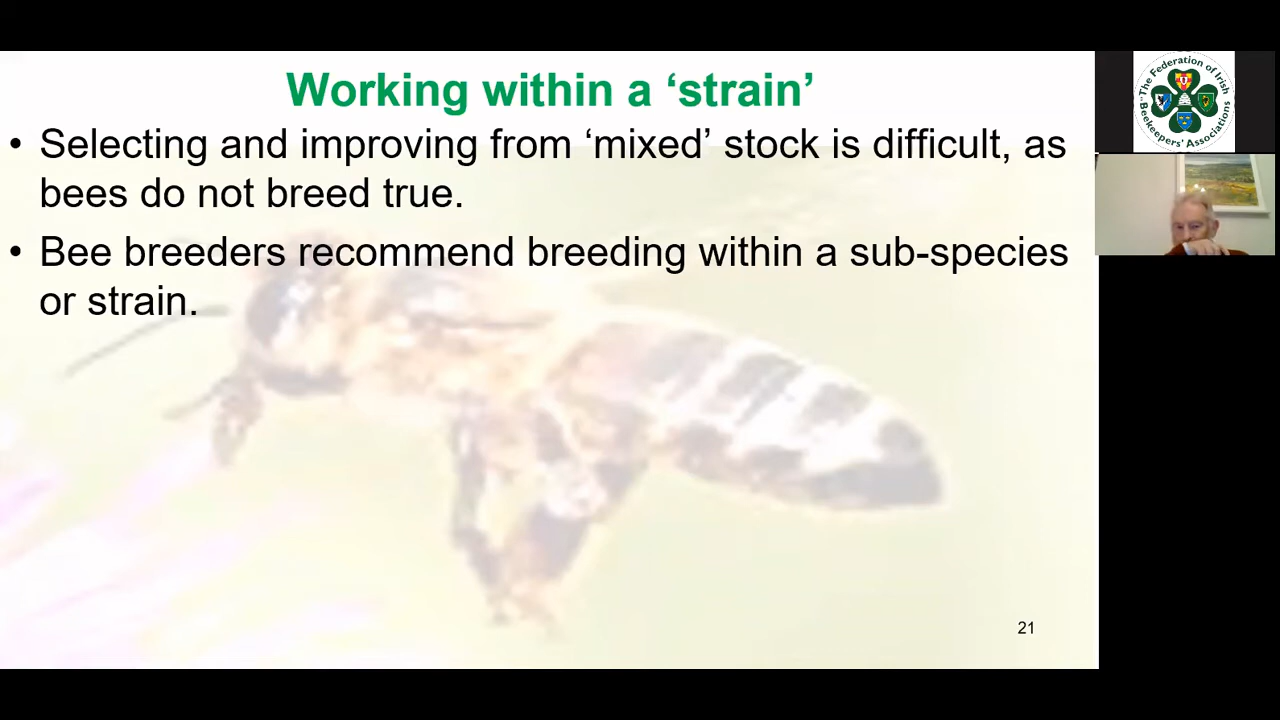 Working within a ‘strain’
• Selecting and improving from ‘mixed’ stock is difficult, as
bees do not breed true.
• Bee breeders recommend breeding within a sub-species
or strain.
21
"The Federation of Irish
Beekeepers' Associations"